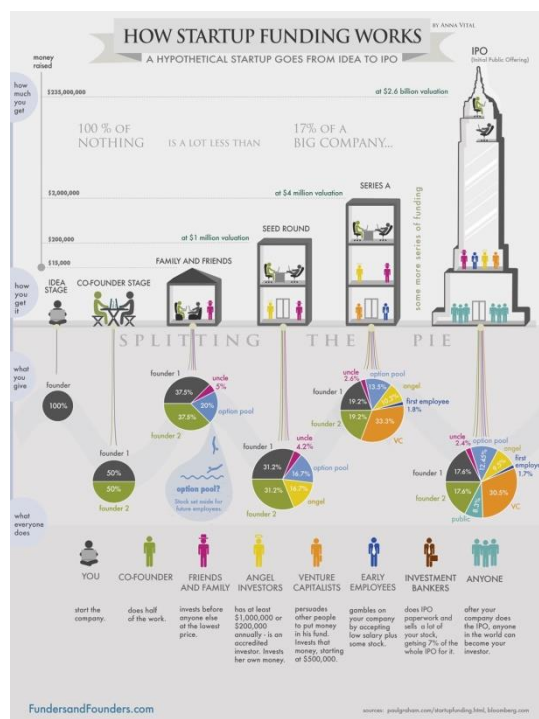 HOW STARTUP FUNDING WORKS
BY ANNA VITAL
A HYPOTHETICAL STARTUP GOES FROM IDEA TO IPO
IPO
(Initial Public Offering)
money
raised
how
much
you
get
$235,000,000
at $2.6 billion valuation
100 % OF
NOTHING
IS A LOT LESS THAN
17% OF A
BIG COMPANY...
SERIES A
$2,000,000
at $4 million valuation
SEED ROUND
$200,000
at $1 million valuation
some more series of funding
$15,000
FAMILY AND FRIENDS
how
you
get
it
IDEA
STAGE
CO-FOUNDER STAGE
SPLITTING THE PIE
what
you
give
founder
100%
founder 1
50%
50%
founder 2
founder 1
uncle
5%
37.5%
20%
option pool
37.5%
founder 2
option pool?
Stock set aside for
future employees.
founder 1
uncle
4.2%
31.2%
16.7%
option pool
31.2%
16.7%
angel
founder 2
uncle
2.6%
option pool
13.5%
angel
founder 1
19.2%
first employee
1.8%
19.2%
33.3%
founder 2
VC
uncle
2.4%
option pool
12.45%
angel
founder 1
17.6%
first
employ
1.7%
founder 2
17.6%
30.5%
VC
public
what
everyone
does
YOU
start the
company.
CO-FOUNDER
does half
of the work.
FRIENDS
AND FAMILY
invests before
anyone else
at the lowest
price.
ANGEL
INVESTORS
has at least
$1,000,000 or
$200,000
annually - is an
accredited
investor. Invests
her own money.
VENTURE
CAPITALISTS
persuades
other people
to put money
in his fund.
Invests that
money, starting
at $500,000.
EARLY
EMPLOYEES
gambles on
your company
by accepting
low salary plus
some stock.
INVESTMENT
BANKERS
does IPO
paperwork and
sells a lot of
your stock,
getting 7% of the
whole IPO for it.
ANYONE
after your
company does
the IPO, anyone
in the world can
become your
investor.
FundersandFounders.com
sources: paulgraham.com/startupfunding.html, bloomberg.com